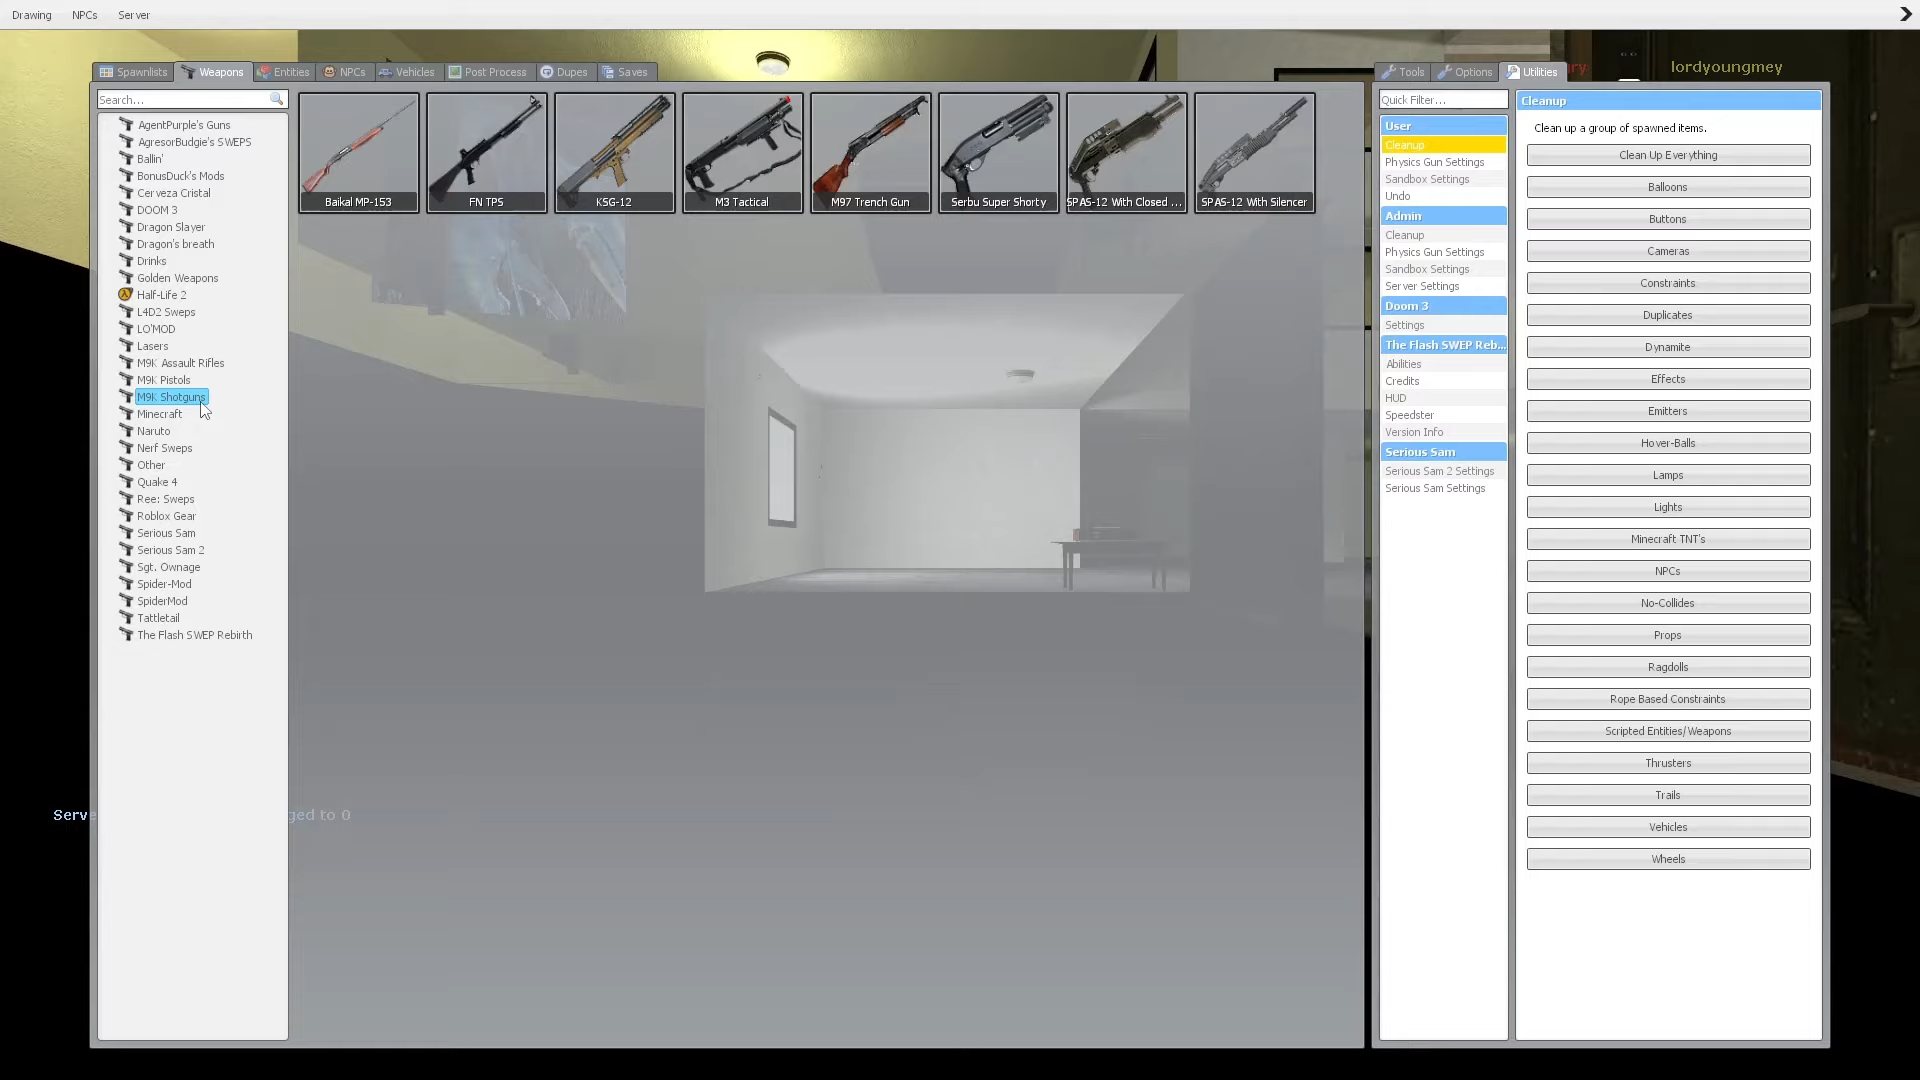 Drawing NPCs Server
Spawnlists Weapons Entities NPCs Vehicles Post Process Dupes Saves
Search...
AgentPurple's Guns
AgresorBudgie's SWEPS
Ballin'
BonusDuck's Mods
Cerveza Cristal
DOOM 3
Dragon Slayer
Dragon's breath
Drinks
Golden Weapons
Half-Life 2
L4D2 Sweps
LO'MOD
Lasers
M9K Assault Rifles
M9K Pistols
M9K Shotguns
Minecraft
Naruto
Nerf Sweps
Other
Quake 4
Ree: Sweps
Roblox Gear
Serious Sam
Serious Sam 2
Sgt. Ownage
Spider-Mod
SpiderMod
Tattletail
The Flash SWEP Rebirth
Baikal MP-153
FN TPS
KSG-12
M3 Tactical
M97 Trench Gun
Serbu Super Shorty
SPAS-12 With Closed ...
SPAS-12 With Silencer
Serve
ged to 0
ry lordyoungmey
Tools Options Utilities
Quick Filter...
User
Cleanup
Physics Gun Settings
Sandbox Settings
Undo
Admin
Cleanup
Physics Gun Settings
Sandbox Settings
Server Settings
Doom 3
Settings
The Flash SWEP Reb...
Abilities
Credits
HUD
Speedster
Version Info
Serious Sam
Serious Sam 2 Settings
Serious Sam Settings
Cleanup
Clean up a group of spawned items.
Clean Up Everything
Balloons
Buttons
Cameras
Constraints
Duplicates
Dynamite
Effects
Emitters
Hover-Balls
Lamps
Lights
Minecraft TNT's
NPCs
No-Collides
Props
Ragdolls
Rope Based Constraints
Scripted Entities/Weapons
Thrusters
Trails
Vehicles
Wheels